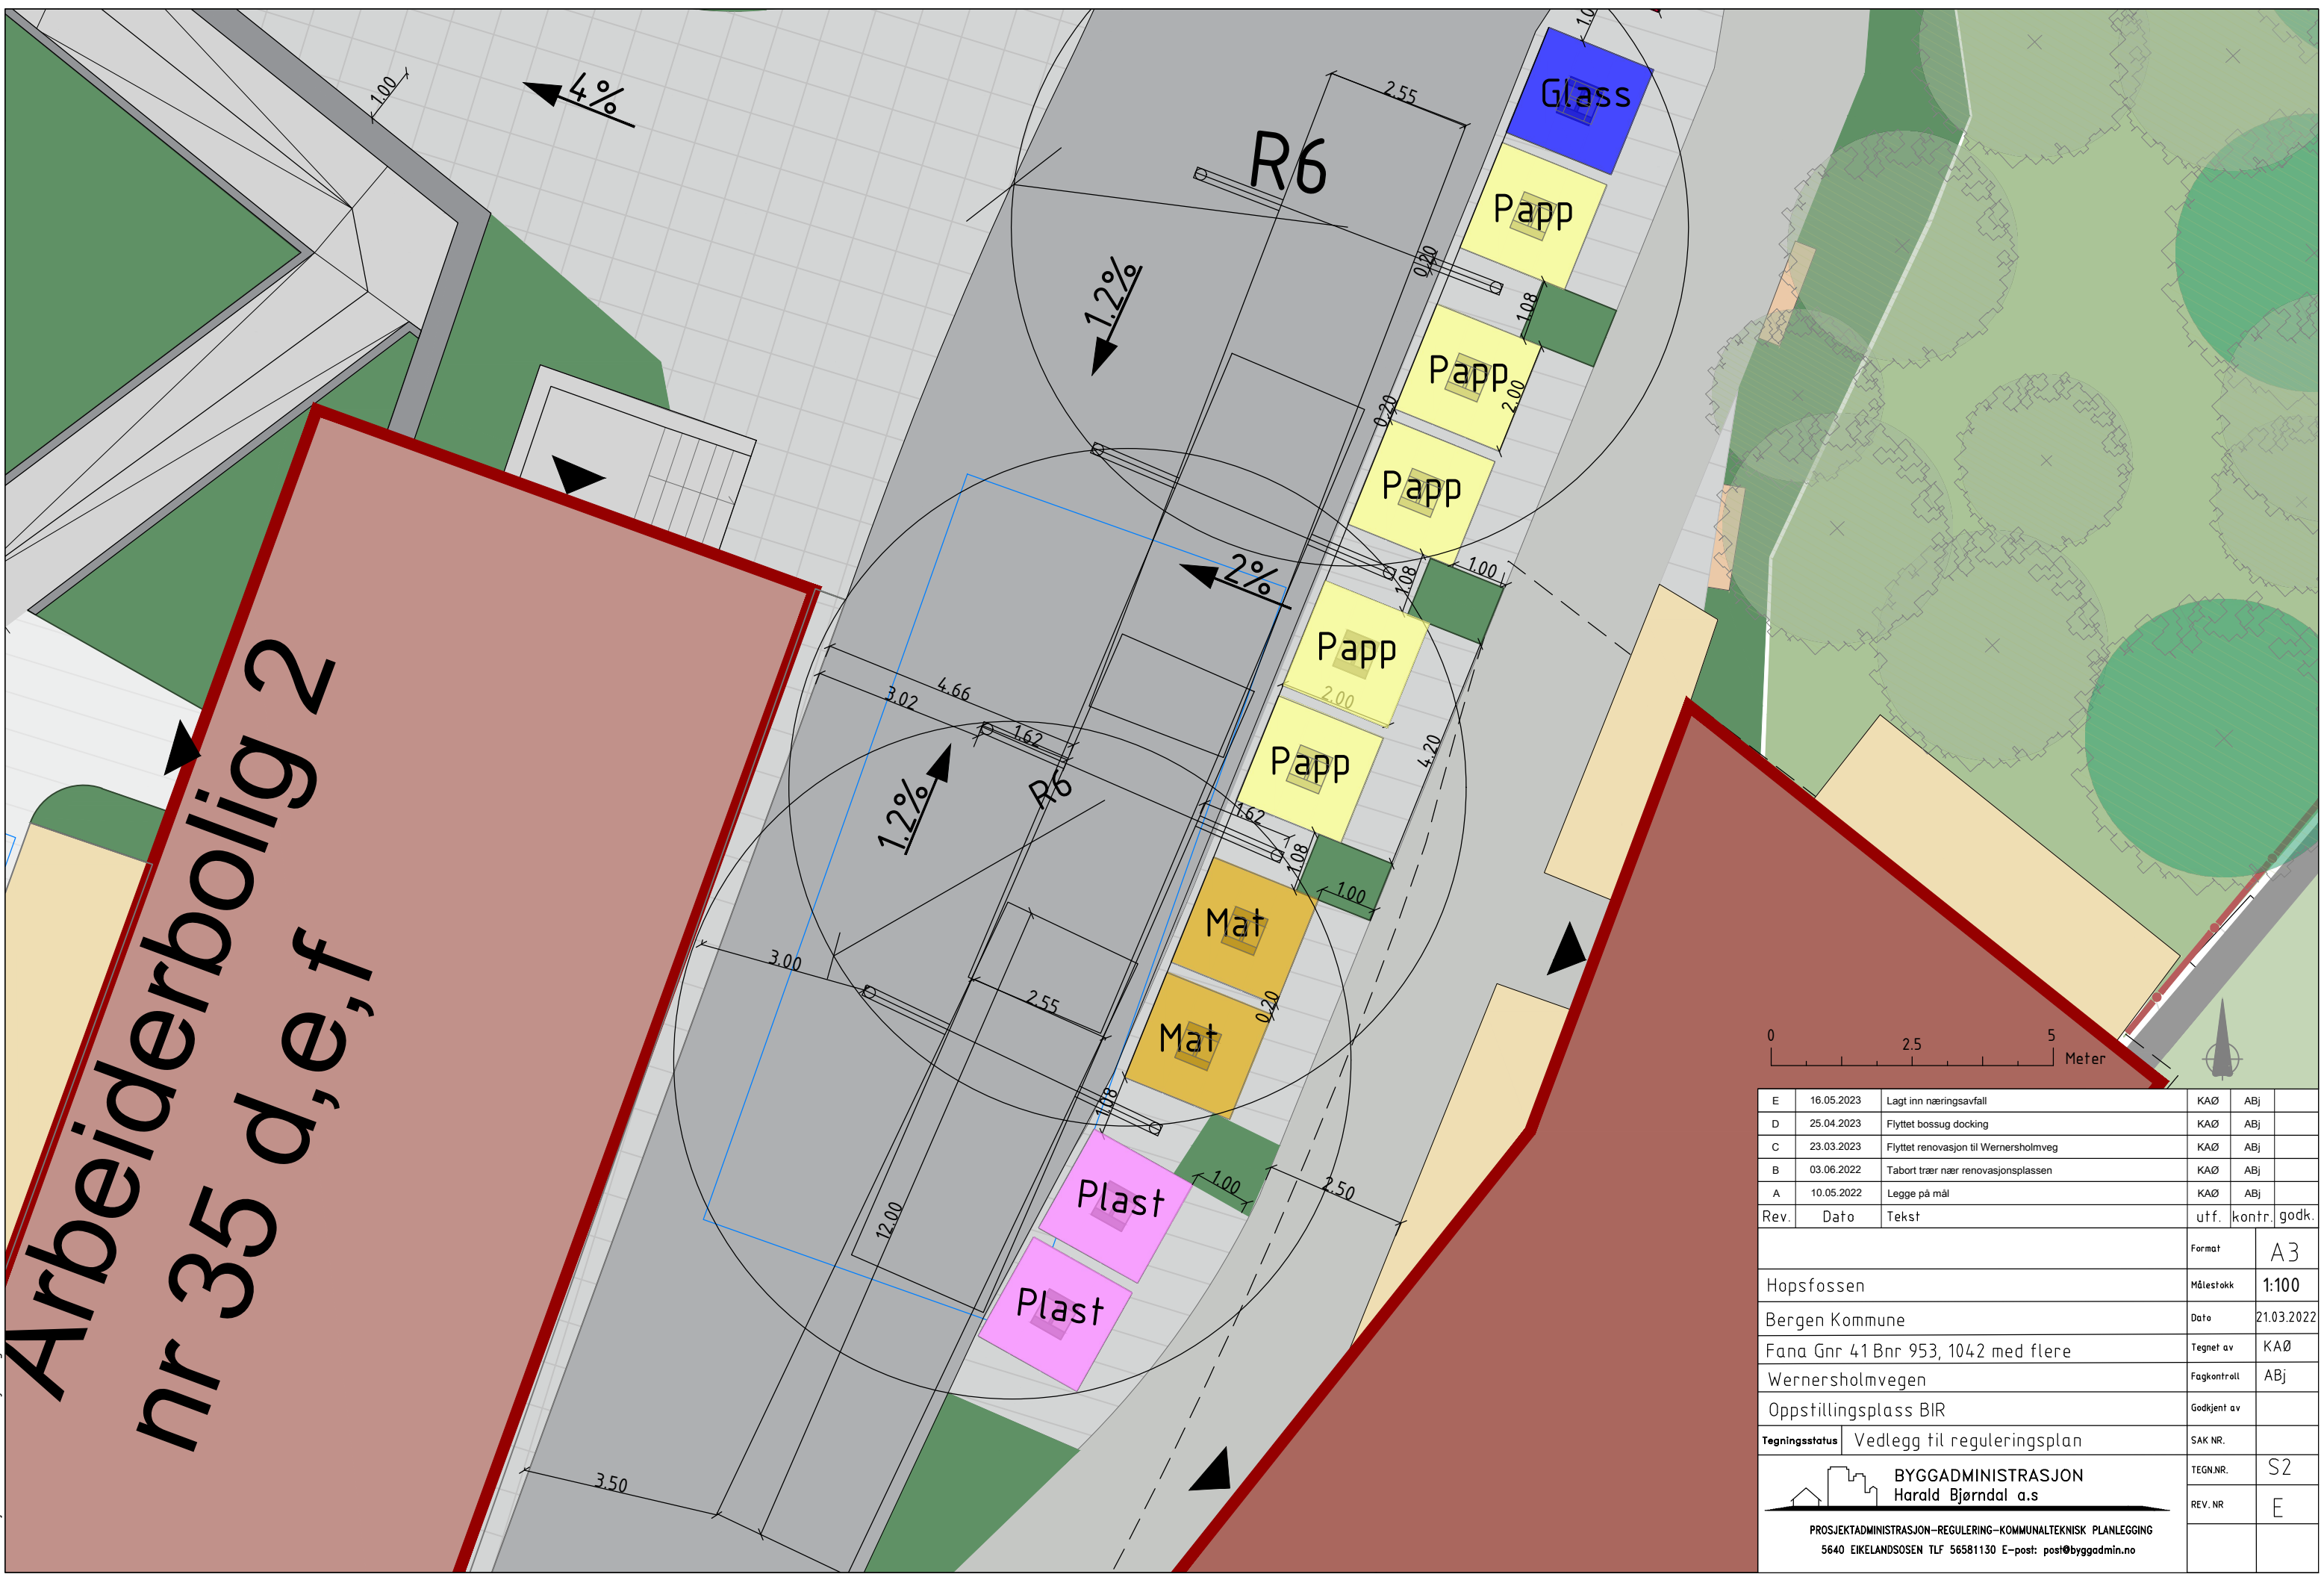 1.00
4%
1.0
Glass
2.55
R6
Papp
0.20
1.2%
1.08
Papp
2.00
0.20
Papp
2%
1.08
1.00
Papp
2.00
4.66
3.02
1.62
4.20
Papp
R6
1.2%
1.62
1.08
1.00
Mat
3.00
2.55
0.20
Mat
1.08
Plast
1.00
2.50
12.00
Plast
3.50
Arbeiderbolig 2
nr 35 d,e,f
0 2.5 5 Meter
E 16.05.2023 Lagt inn næringsavfall KAØ ABj
D 25.04.2023 Flyttet bossug docking KAØ ABj
C 23.03.2023 Flyttet renovasjon til Wernersholmveg KAØ ABj
B 03.06.2022 Tabort trær nær renovasjonsplassen KAØ ABj
A 10.05.2022 Legge på mål KAØ ABj
Rev. Dato Tekst utf. kontr. godk.
Format A3
Hopsfossen Målestokk 1:100
Bergen Kommune Dato 21.03.2022
Fana Gnr 41 Bnr 953, 1042 med flere Tegnet av KAØ
Wernersholmvegen Fagkontroll ABj
Oppstillingsplass BIR Godkjent av
Tegningsstatus Vedlegg til reguleringsplan SAK NR.
BYGGADMINISTRASJON TEGN.NR. S2
Harald Bjørndal a.s
REV. NR E
PROSJEKTADMINISTRASJON-REGULERING-KOMMUNALTEKNISK PLANLEGGING
5640 EIKELANDSOSEN TLF 56581130 E-post: post@byggadmin.no